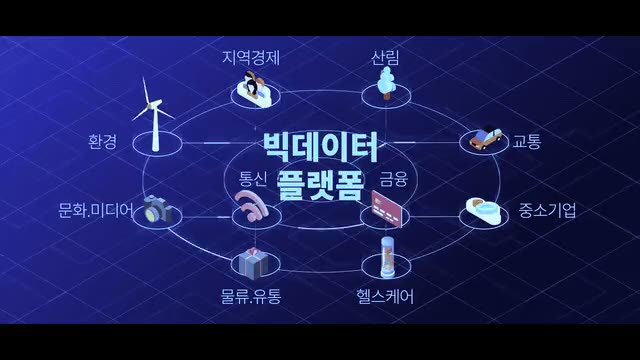 지역경제
산림
환경
교통
빅데이터
플랫폼
통신
금융
문화.미디어
중소기업
물류.유통
헬스케어